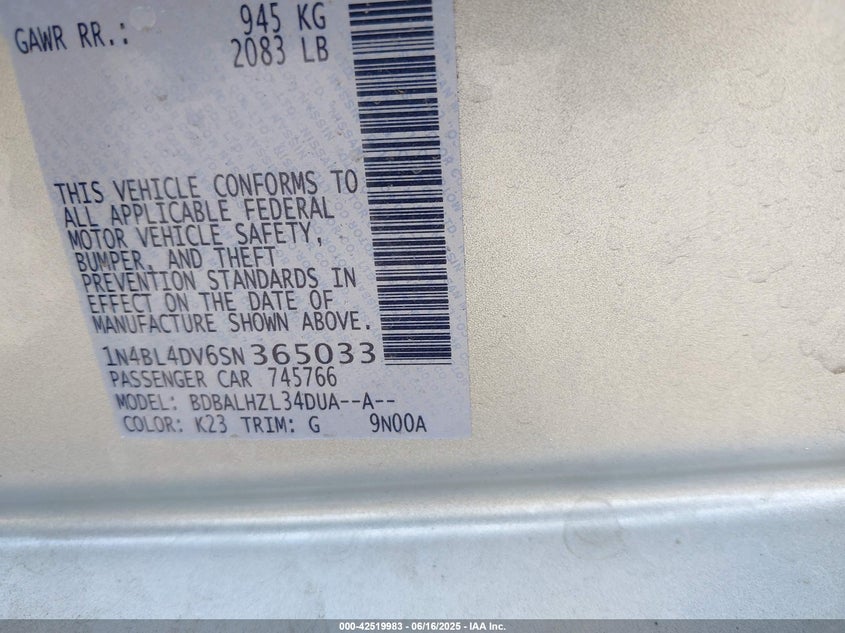 GAWR RR.: 945 KG
2083 LB
THIS VEHICLE CONFORMS TO
ALL APPLICABLE FEDERAL
MOTOR VEHICLE SAFETY,
BUMPER, AND THEFT
PREVENTION STANDARDS IN
EFFECT ON THE DATE OF
MANUFACTURE SHOWN ABOVE.
1N4BL4DV6SN365033
PASSENGER CAR 745766
MODEL: BDBALHZL34DUA--A--
COLOR: K23 TRIM: G 9N00A
000-42519983 - 06/16/2025 - IAA Inc.